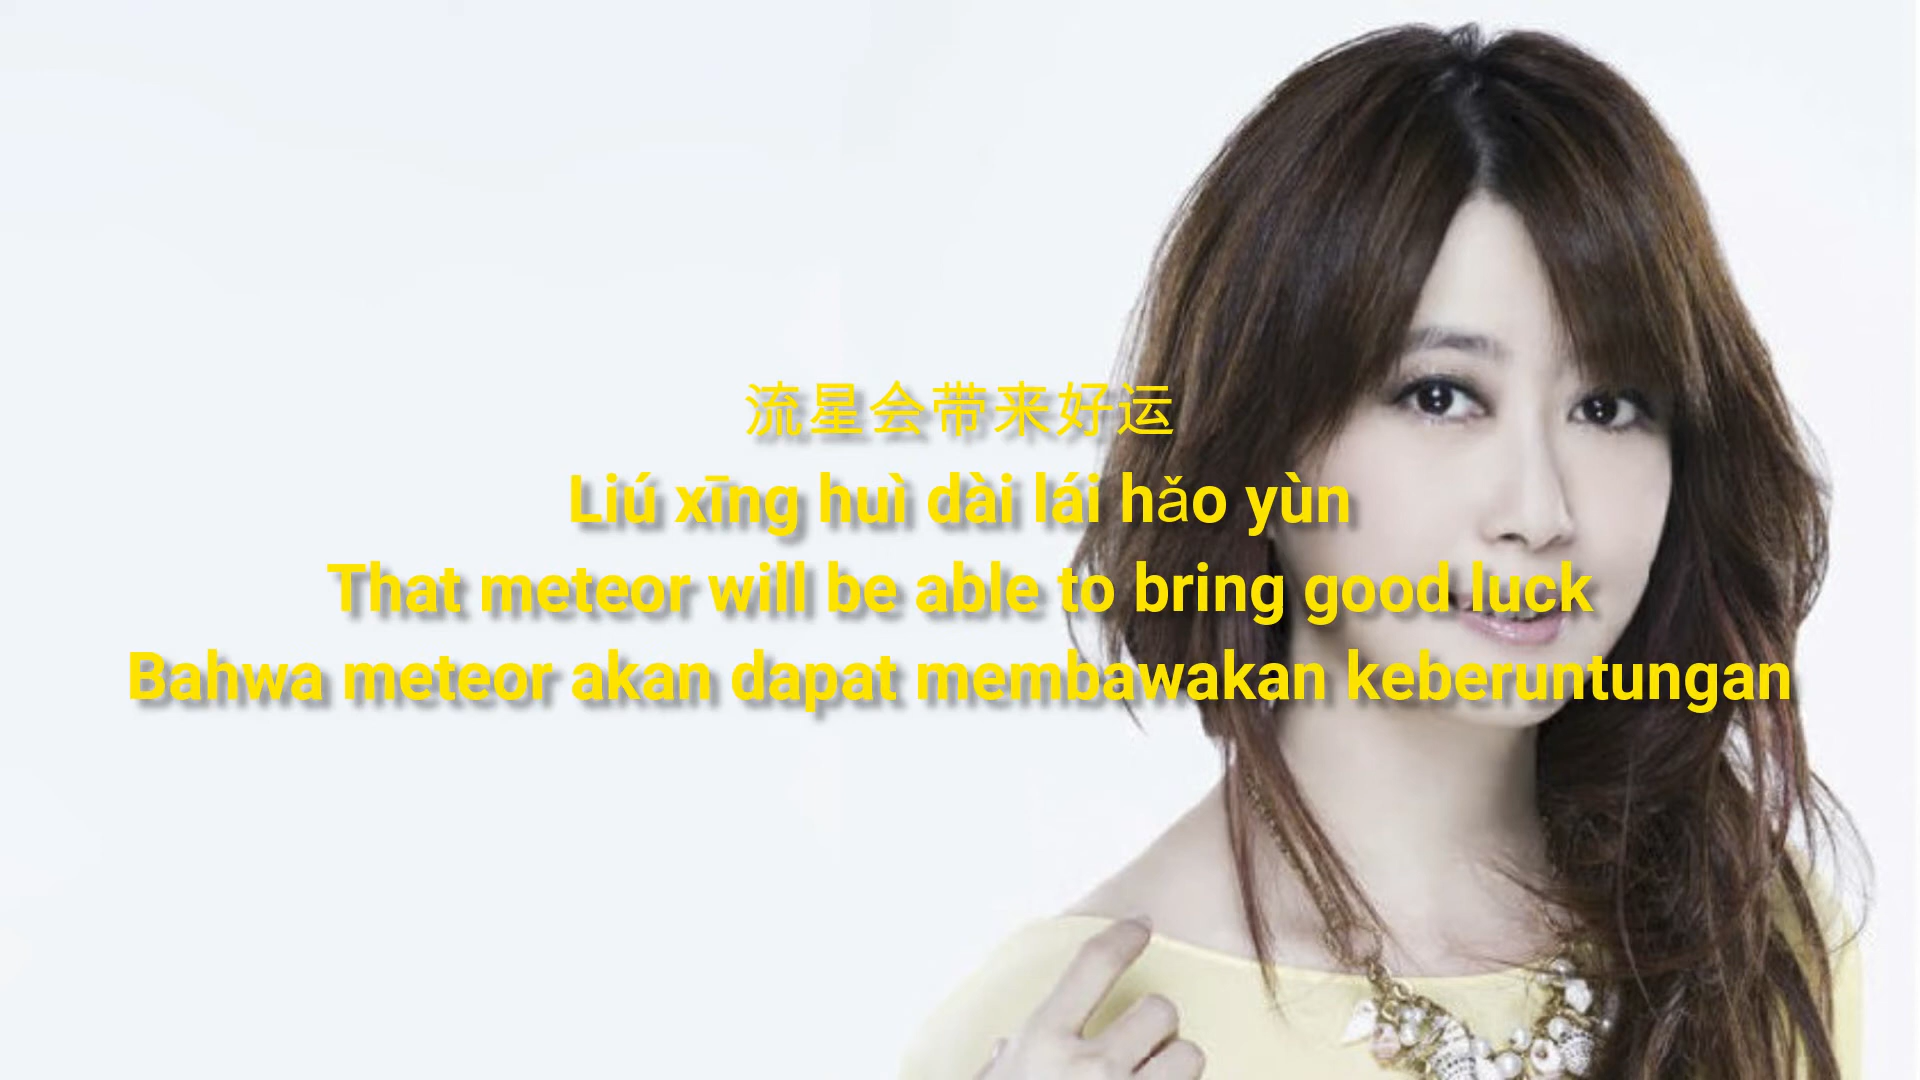 流星会带来好运
Liú xīng huì dài lái hǎo yùn
That meteor will be able to bring good luck
Bahwa meteor akan dapat membawakan keberuntungan